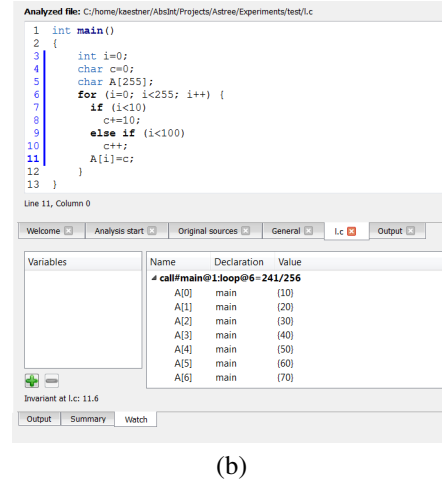 Analyzed file: C:/home/kaestner/AbsInt/Projects/Astree/Experiments/test/l.c
1 int main()
2 {
3 int i=0;
4 char c=0;
5 char A[255];
6 for (i=0; i<255; i++) {
7 if (i<10)
8 c+=10;
9 else if (i<100)
10 c++;
11 A[i]=c;
12 }
13 }
Line 11, Column 0
Welcome Analysis start Original sources General l.c Output
Variables Name Declaration Value
call#main@1:loop@6=241/256
A[0] main {10}
A[1] main {20}
A[2] main {30}
A[3] main {40}
A[4] main {50}
A[5] main {60}
A[6] main {70}
Invariant at l.c: 11.6
Output Summary Watch
(b)